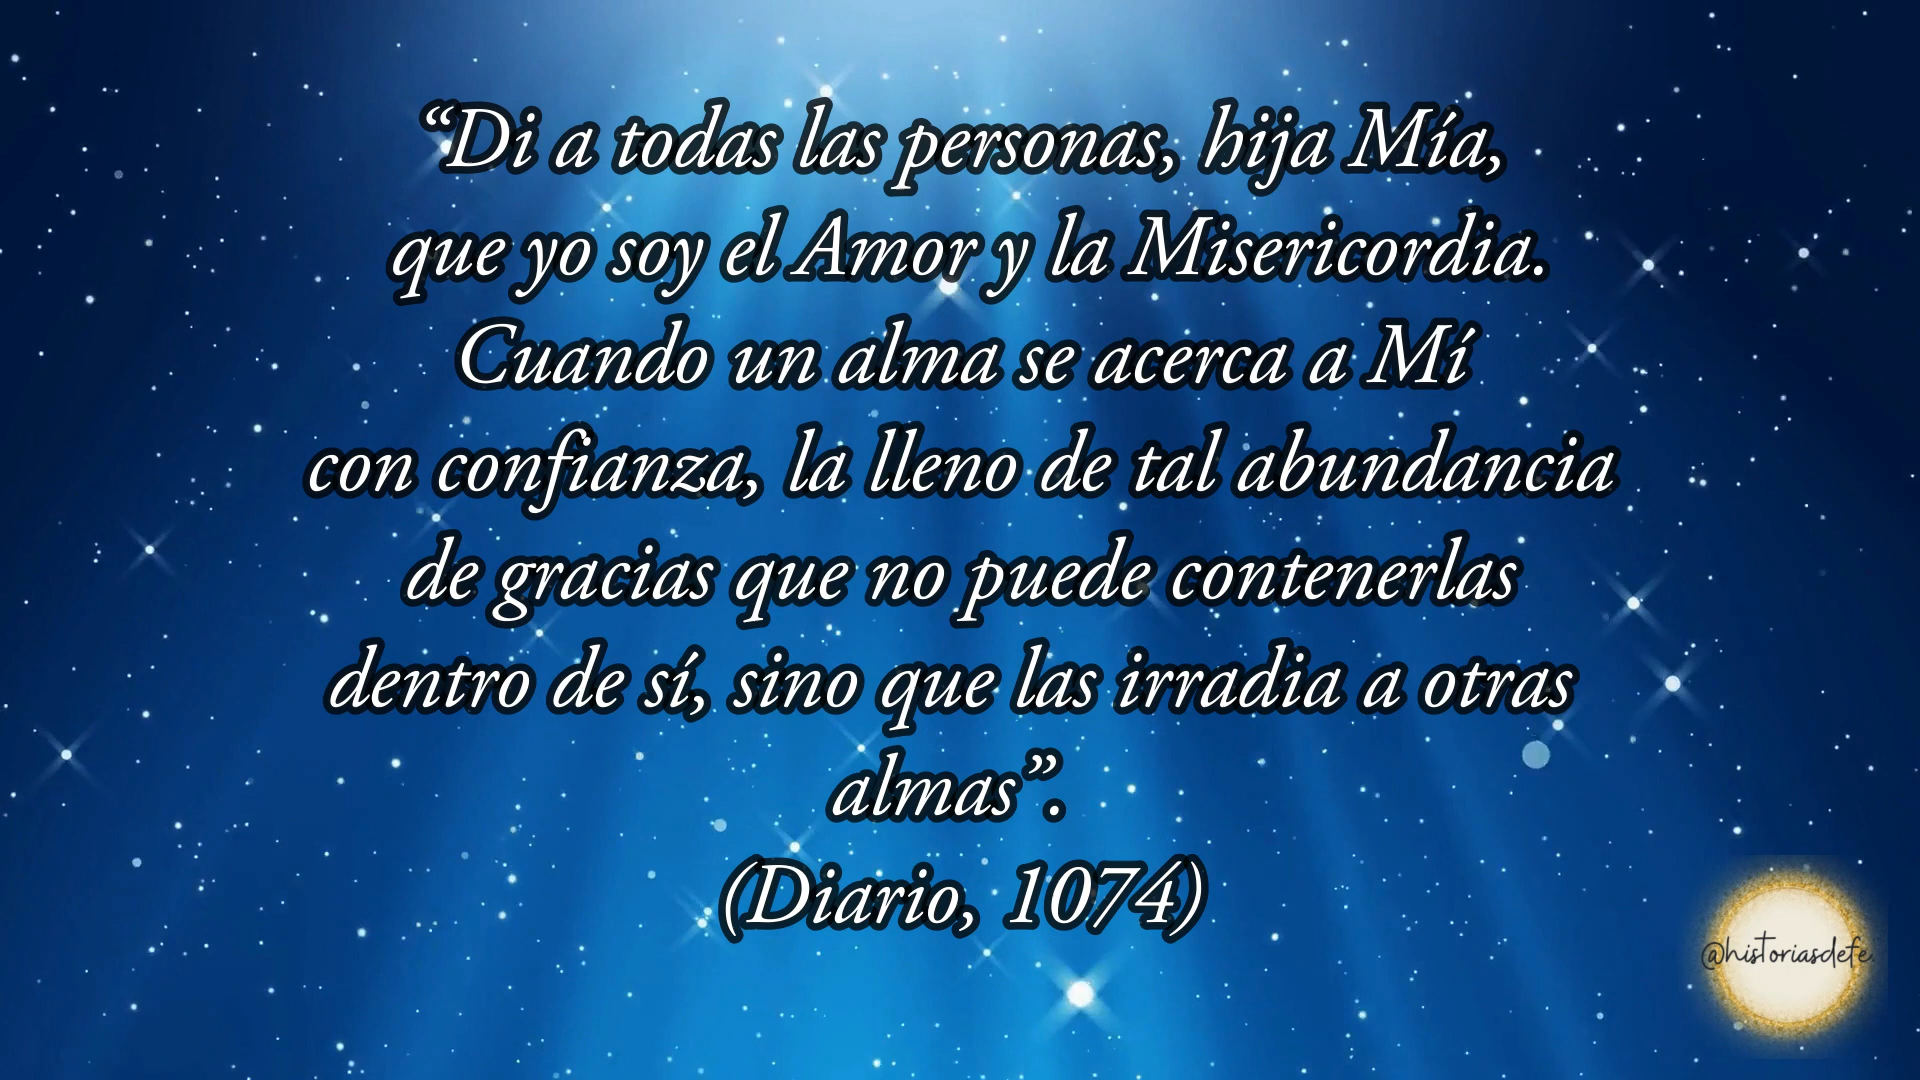 “Di a todas las personas, hija Mía,
que yo soy el Amor y la Misericordia.
Cuando un alma se acerca a Mí
con confianza, la lleno de tal abundancia
de gracias que no puede contenerlas
dentro de sí, sino que las irradia a otras
almas”.
(Diario, 1074)
@historiasdefe.